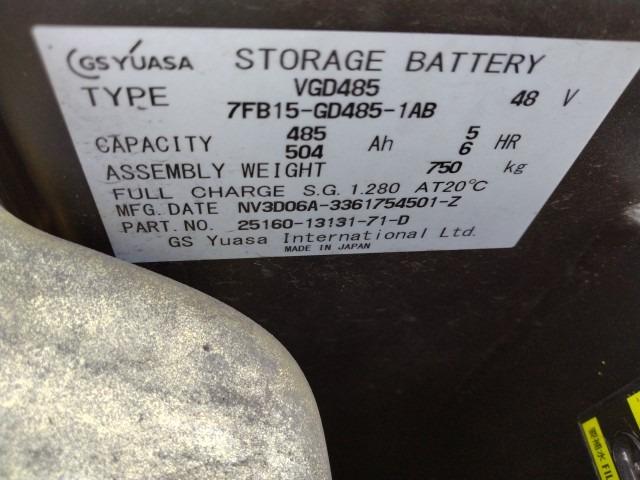 GS YUASA STORAGE BATTERY
TYPE VGD485 48 V
7FB15-GD485-1AB
CAPACITY 485 Ah 5 HR
504 6
ASSEMBLY WEIGHT 750 kg
FULL CHARGE S.G. 1.280 AT20℃
MFG.DATE NV3D06A-3361754501-Z
PART.NO. 25160-13131-71-D
GS Yuasa International Ltd.
MADE IN JAPAN